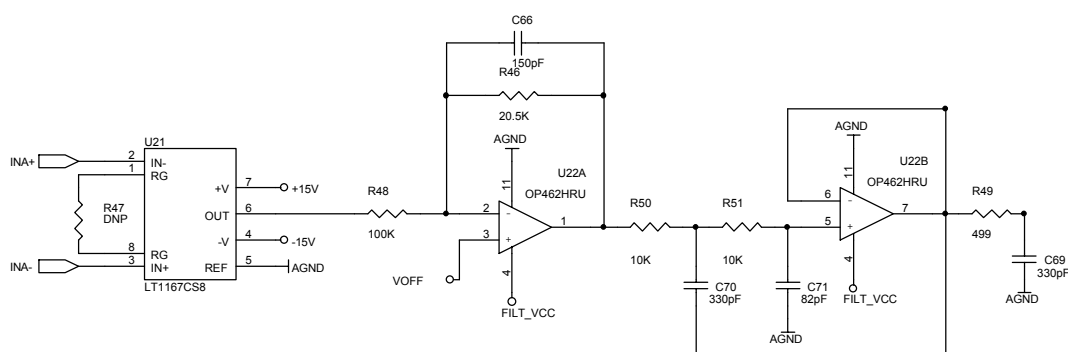 C66
150pF
R46
20.5K
AGND
U21
INA+
2
IN-
1
RG
R47
DNP
8
RG
INA-
3
IN+
LT1167CS8
+V
7
+15V
OUT
6
-V
4
-15V
REF
5
AGND
R48
100K
VOFF
U22A
OP462HRU
11
2
-
3
+
1
4
FILT_VCC
R50
10K
R51
10K
C70
330pF
C71
82pF
AGND
AGND
U22B
OP462HRU
11
6
-
5
+
7
4
FILT_VCC
R49
499
C69
330pF
AGND